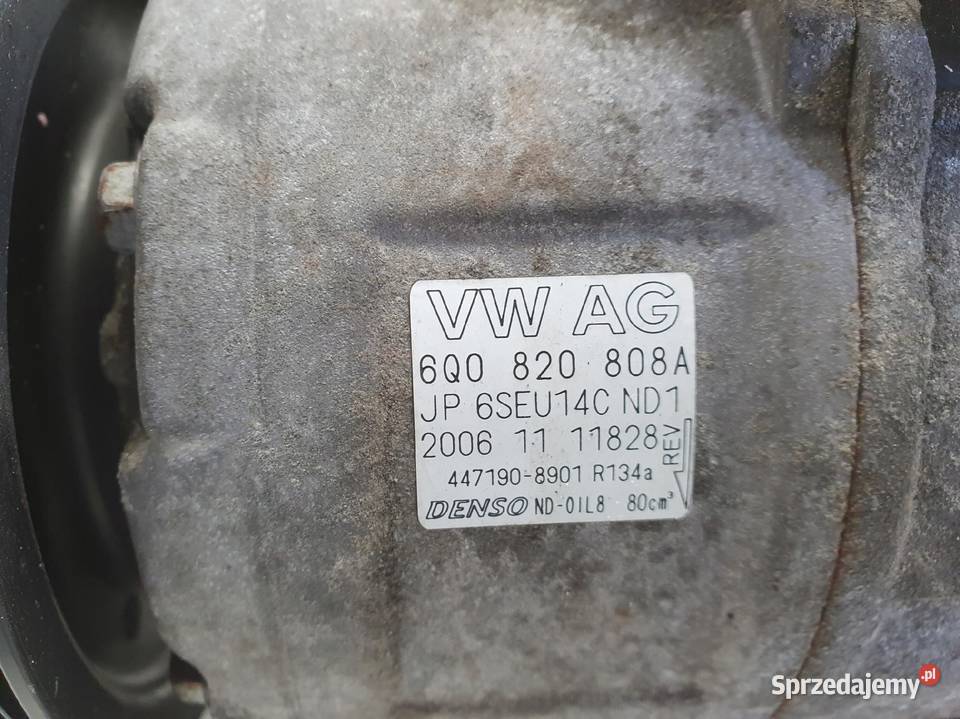 VW AG
6Q0 820 808A
JP 6SEU14C ND1
2006 11 11828
REV
447190-8901 R134a
DENSO ND-OIL8 80cm³
Sprzedajemy.pl